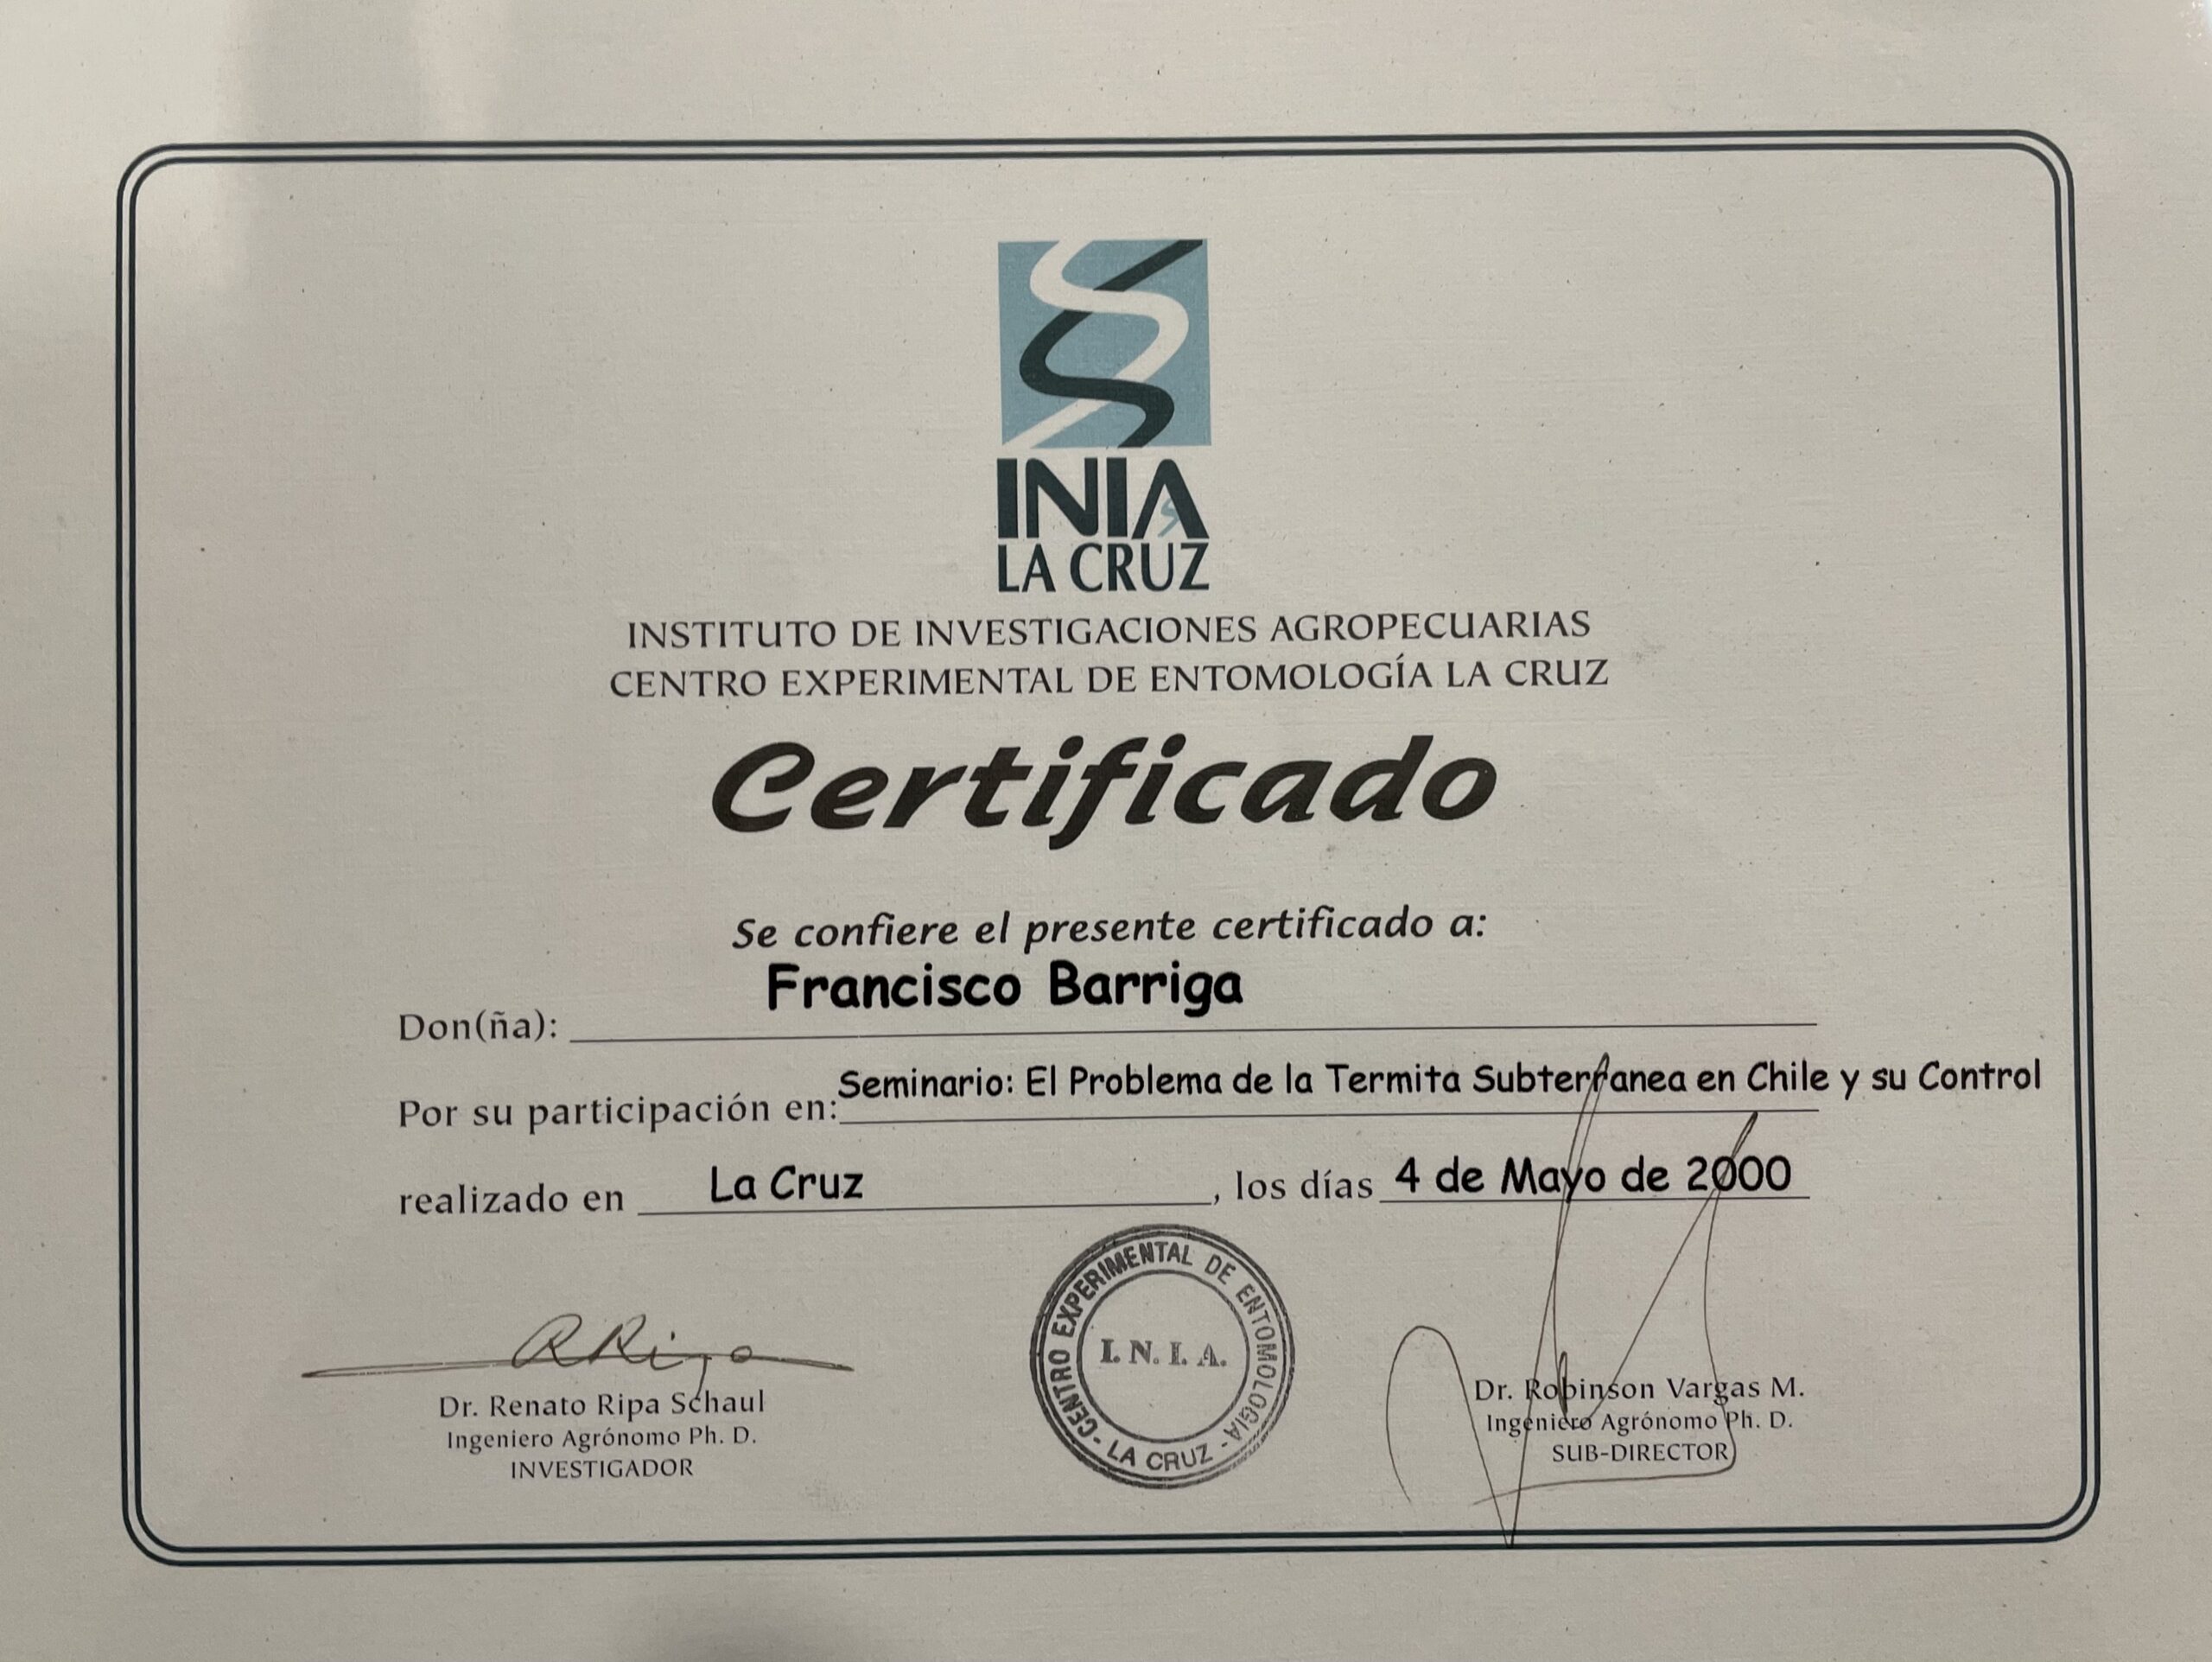 INIA
LA CRUZ
INSTITUTO DE INVESTIGACIONES AGROPECUARIAS
CENTRO EXPERIMENTAL DE ENTOMOLOGÍA LA CRUZ
Certificado
Se confiere el presente certificado a:
Don(ña): Francisco Barriga
Por su participación en: Seminario: El Problema de la Termita Subterranea en Chile y su Control
realizado en La Cruz, los días 4 de Mayo de 2000
RRipa
Dr. Renato Ripa Schaul
Ingeniero Agrónomo Ph. D.
INVESTIGADOR
CENTRO EXPERIMENTAL DE ENTOMOLOGIA
I. N. I. A.
- LA CRUZ -
Dr. Robinson Vargas M.
Ingeniero Agrónomo Ph. D.
SUB-DIRECTOR